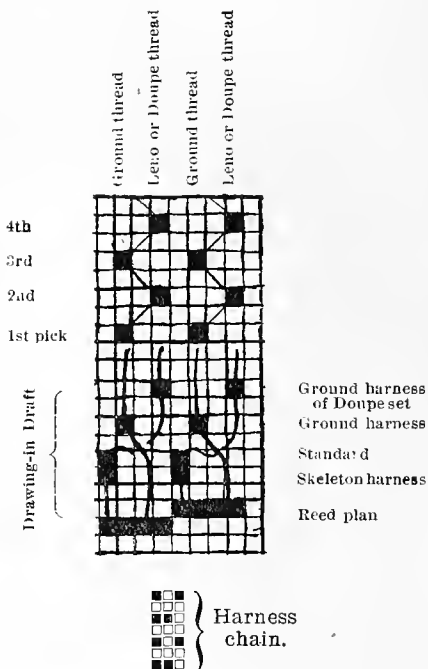 Ground thread
Leno or Doupe thread
Ground thread
Leno or Doupe thread
4th
3rd
2nd
1st pick
Drawing-in Draft
Ground harness
of Doupe set
Ground harness
Standard
Skeleton harness
Reed plan
Harness
chain.